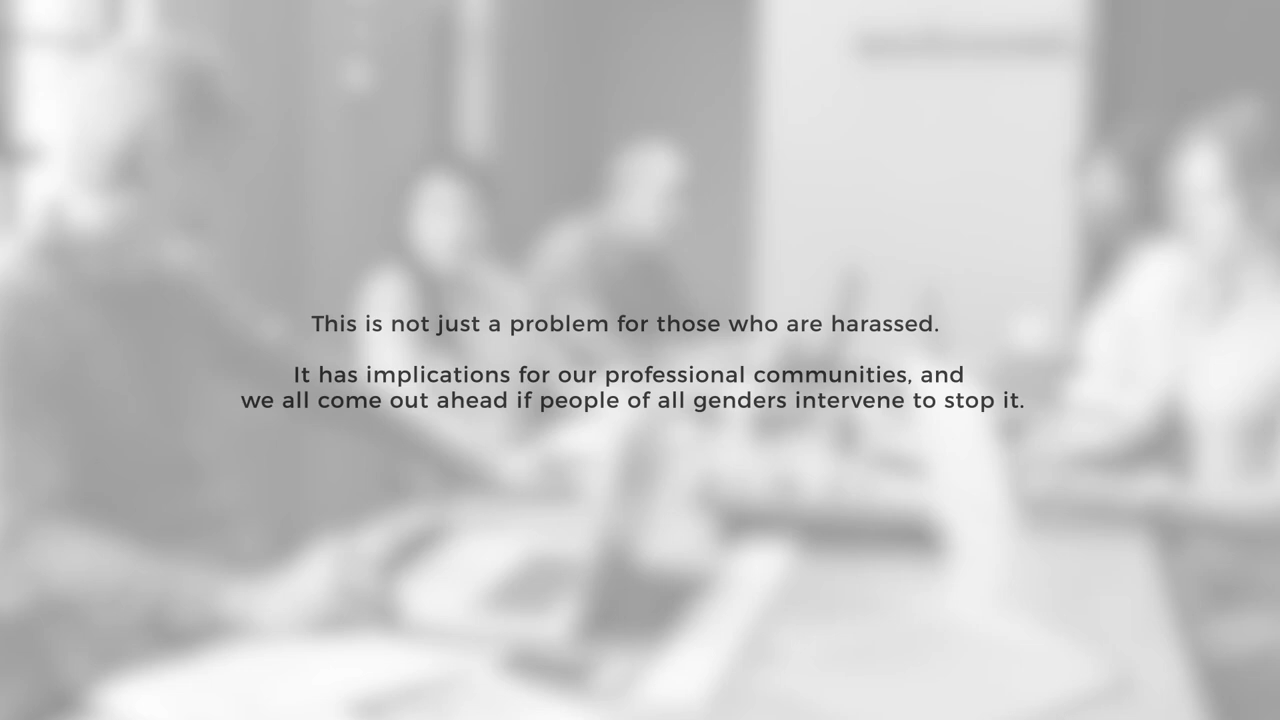 This is not just a problem for those who are harassed.
It has implications for our professional communities, and
we all come out ahead if people of all genders intervene to stop it.